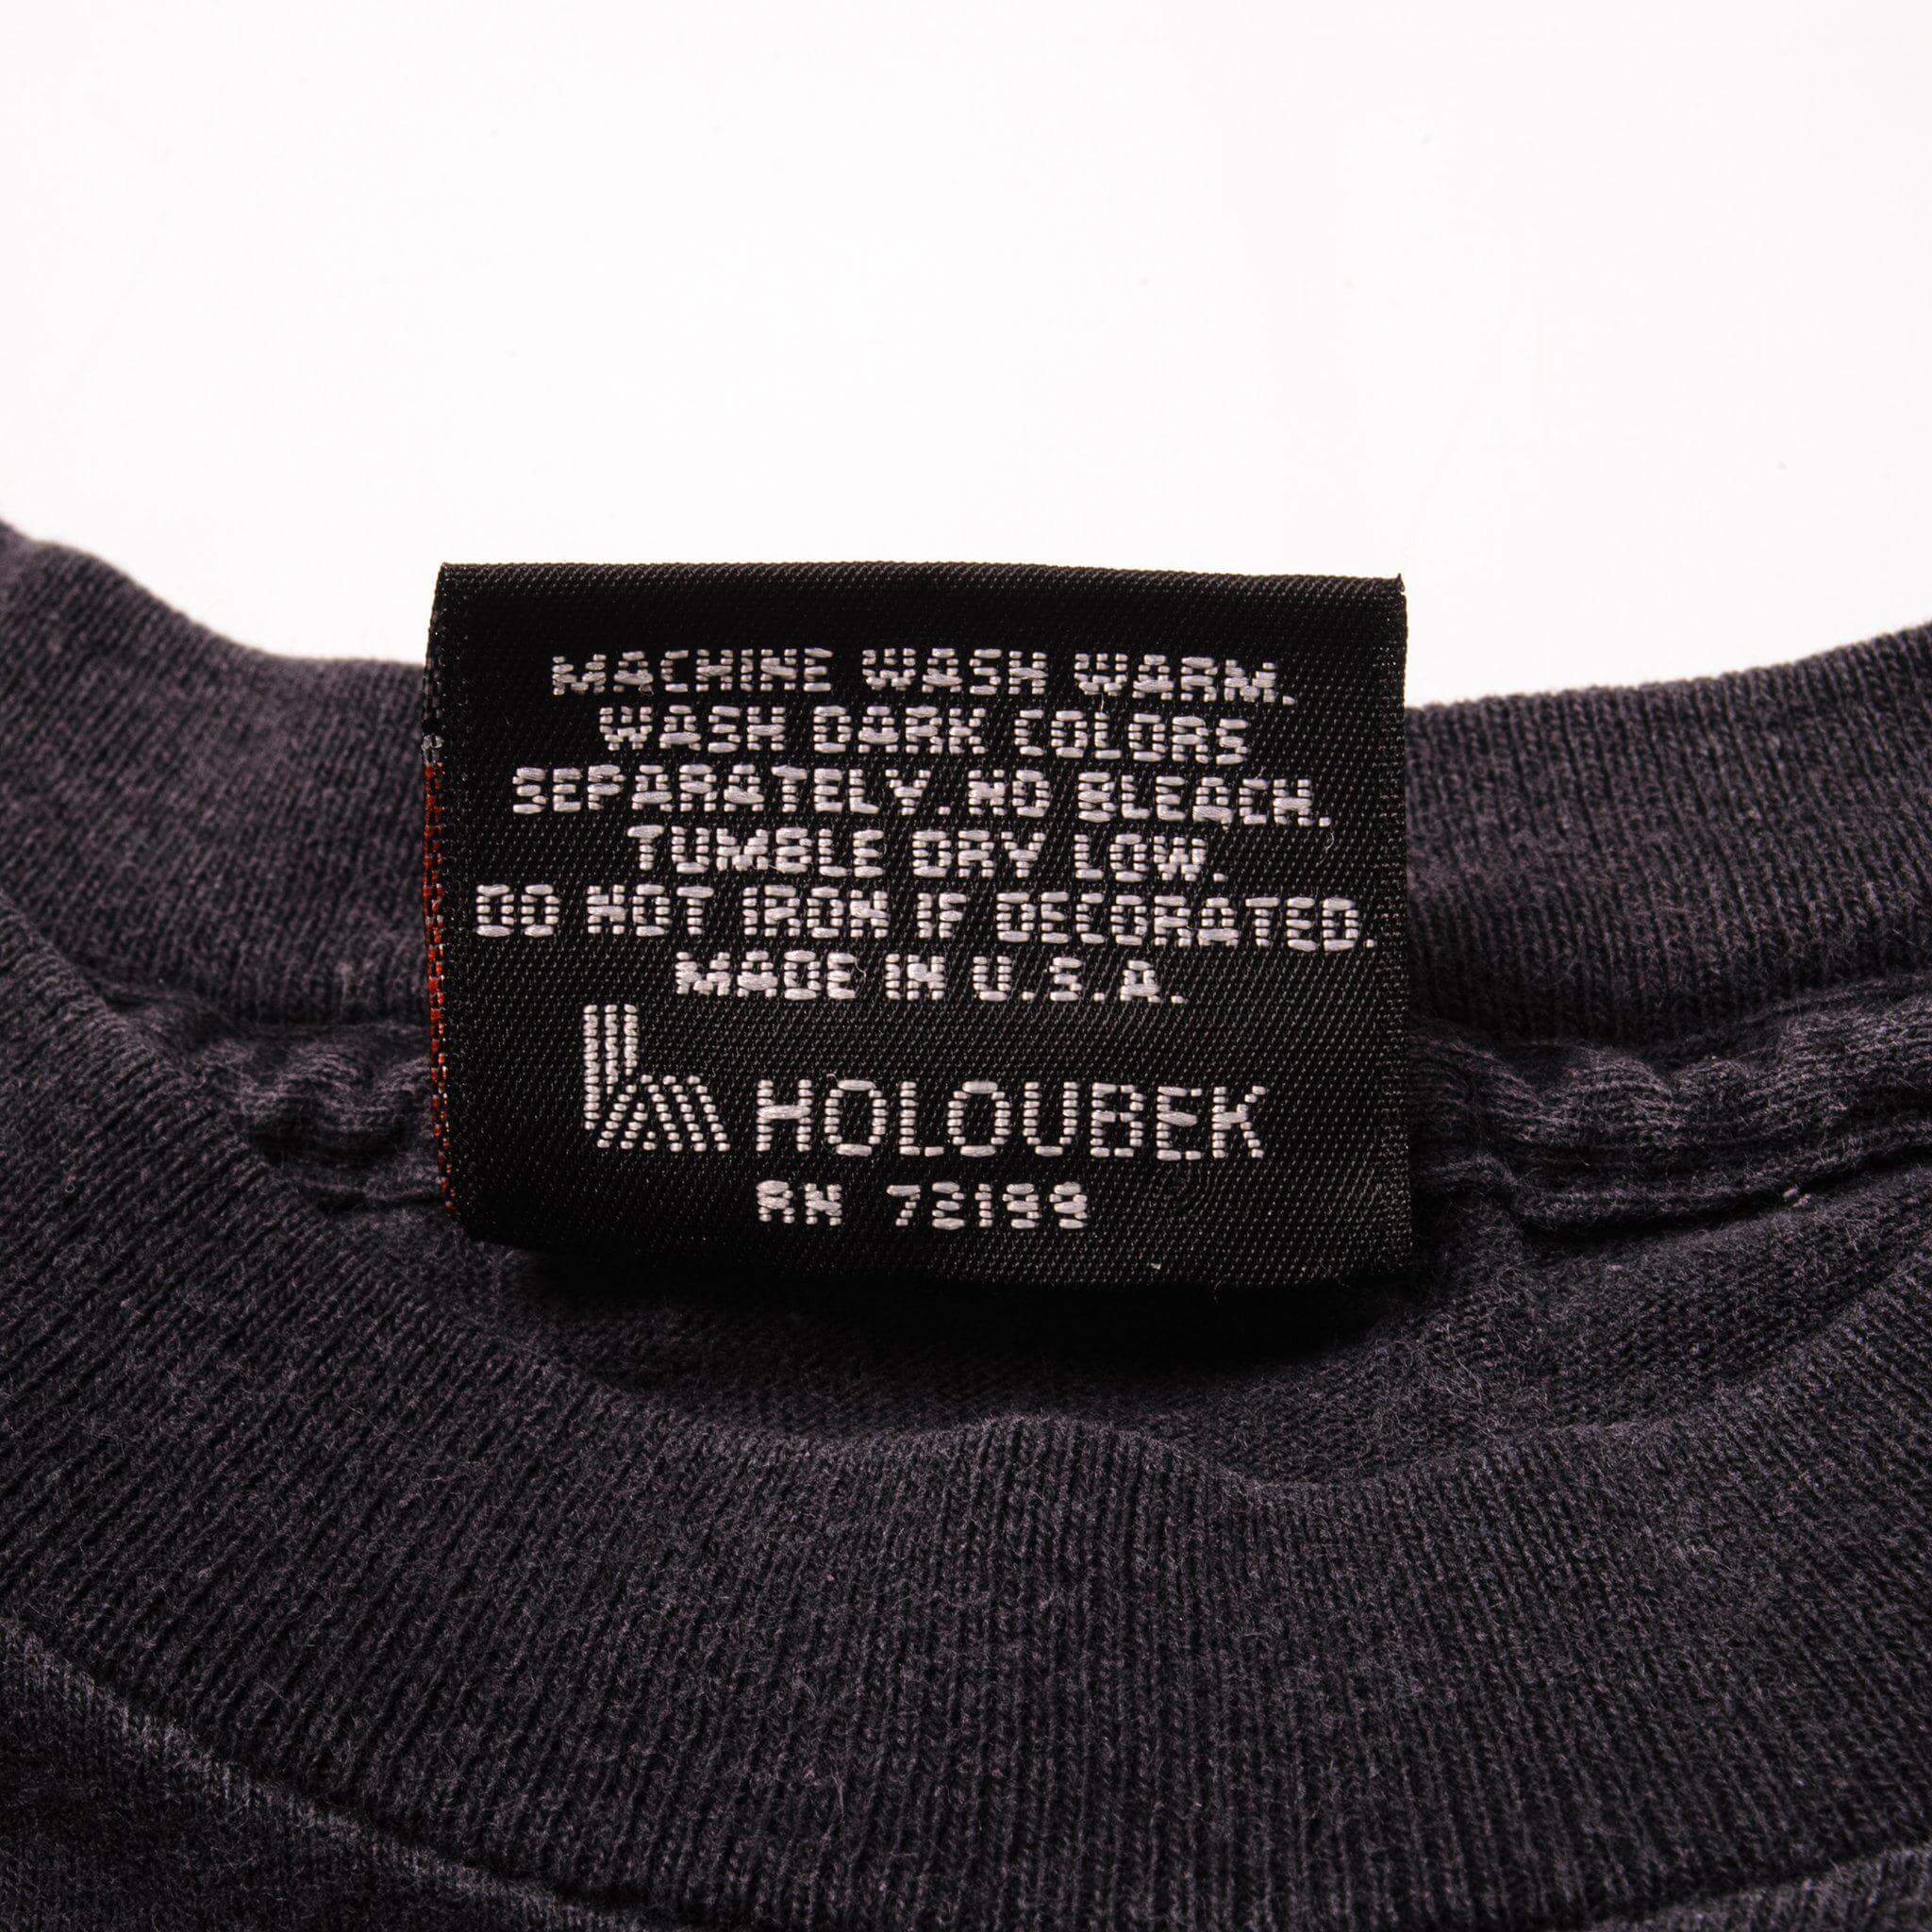 MACHINE WASH WARM.
WASH DARK COLORS
SEPARATELY. NO BLEACH.
TUMBLE DRY LOW.
DO NOT IRON IF DECORATED.
MADE IN U.S.A.
HOLOUBEK
RN 72199